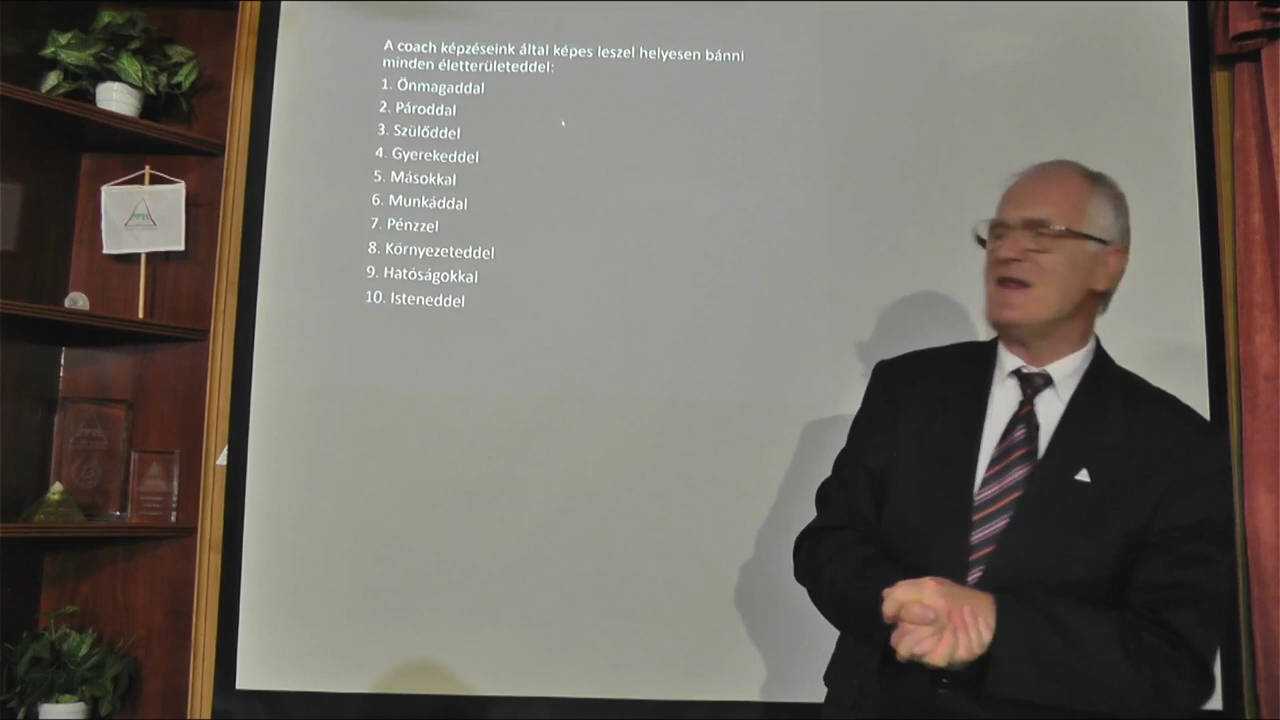 A coach képzéseink által képes leszel helyesen bánni
minden életterületeddel:
1. Önmagaddal
2. Pároddal
3. Szülőddel
4. Gyerekeddel
5. Másokkal
6. Munkáddal
7. Pénzzel
8. Környezeteddel
9. Hatóságokkal
10. Isteneddel